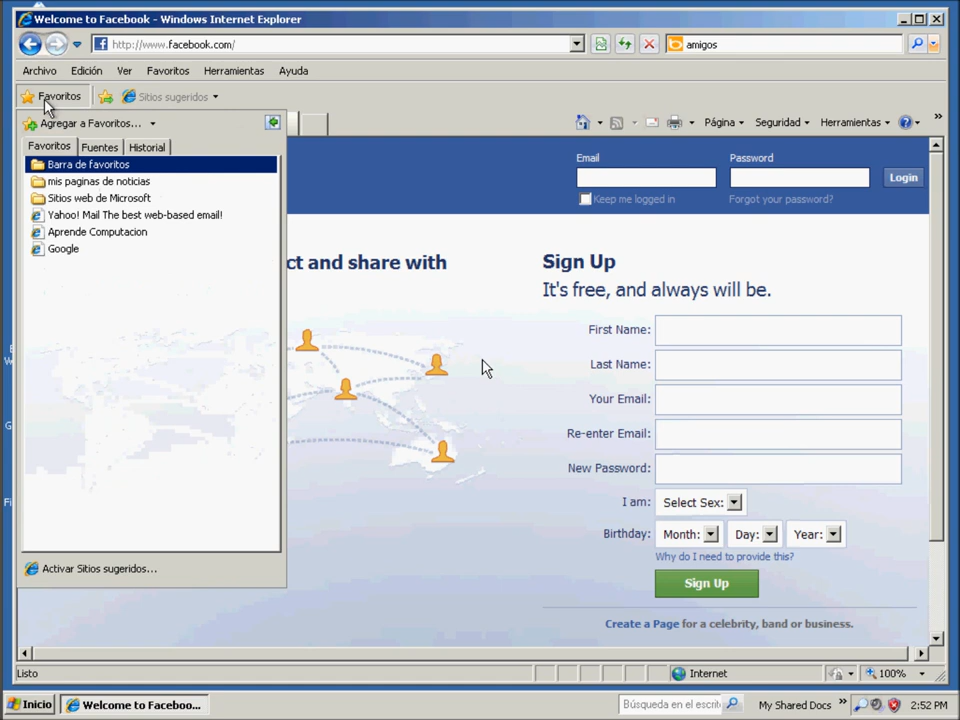 Welcome to Facebook - Windows Internet Explorer
http://www.facebook.com/
amigos
Archivo Edición Ver Favoritos Herramientas Ayuda
Favoritos Sitios sugeridos
Agregar a Favoritos...
Página Seguridad Herramientas »
Favoritos Fuentes Historial
Barra de favoritos
mis paginas de noticias
Sitios web de Microsoft
Yahoo! Mail The best web-based email!
Aprende Computacion
Google
Activar Sitios sugeridos...
Email Password
Login
Keep me logged in Forgot your password?
ct and share with
Sign Up
It's free, and always will be.
First Name:
Last Name:
Your Email:
Re-enter Email:
New Password:
I am: Select Sex:
Birthday: Month: Day: Year:
Why do I need to provide this?
Sign Up
Create a Page for a celebrity, band or business.
Listo Internet 100%
Inicio Welcome to Faceboo... Búsqueda en el escrit My Shared Docs » 2:52 PM